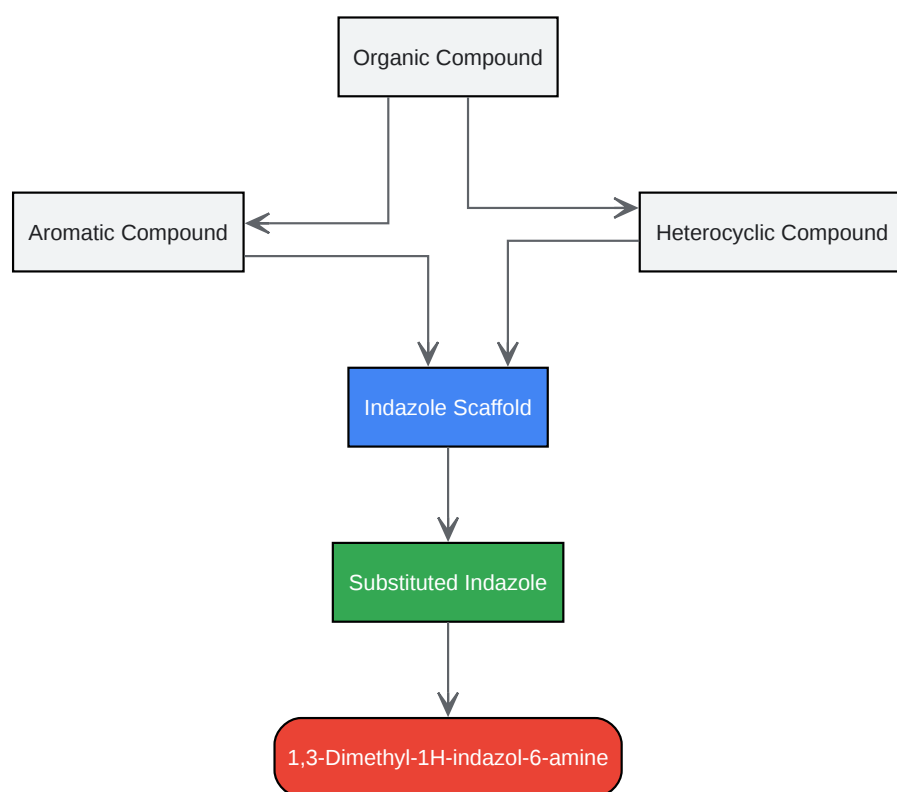 Organic Compound
Aromatic Compound
Heterocyclic Compound
Indazole Scaffold
Substituted Indazole
1,3-Dimethyl-1H-indazol-6-amine